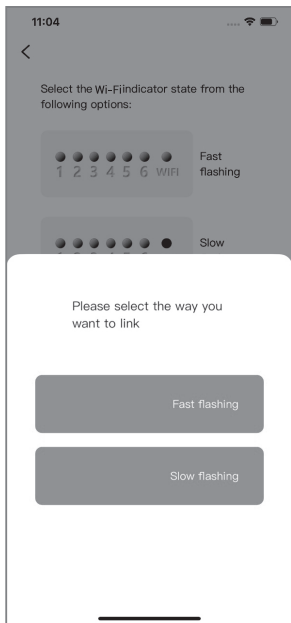 11:04
Select the Wi-Fiindicator state from the
following options:
1 2 3 4 5 6 WIFI
Fast
flashing
Slow
Please select the way you
want to link
Fast flashing
Slow flashing